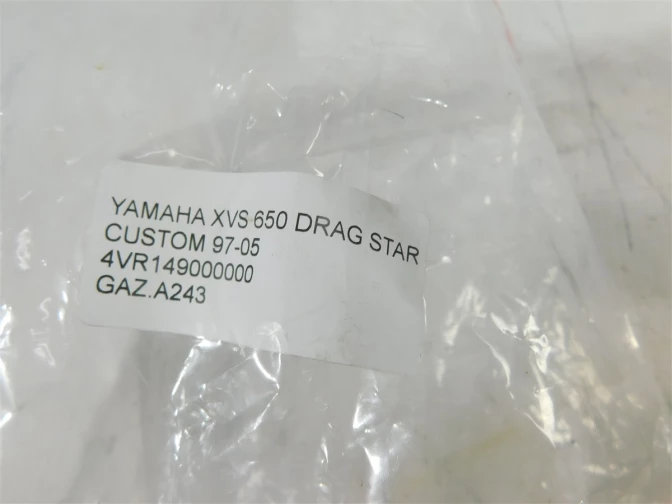 YAMAHA XVS 650 DRAG STAR
CUSTOM 97-05
4VR149000000
GAZ.A243